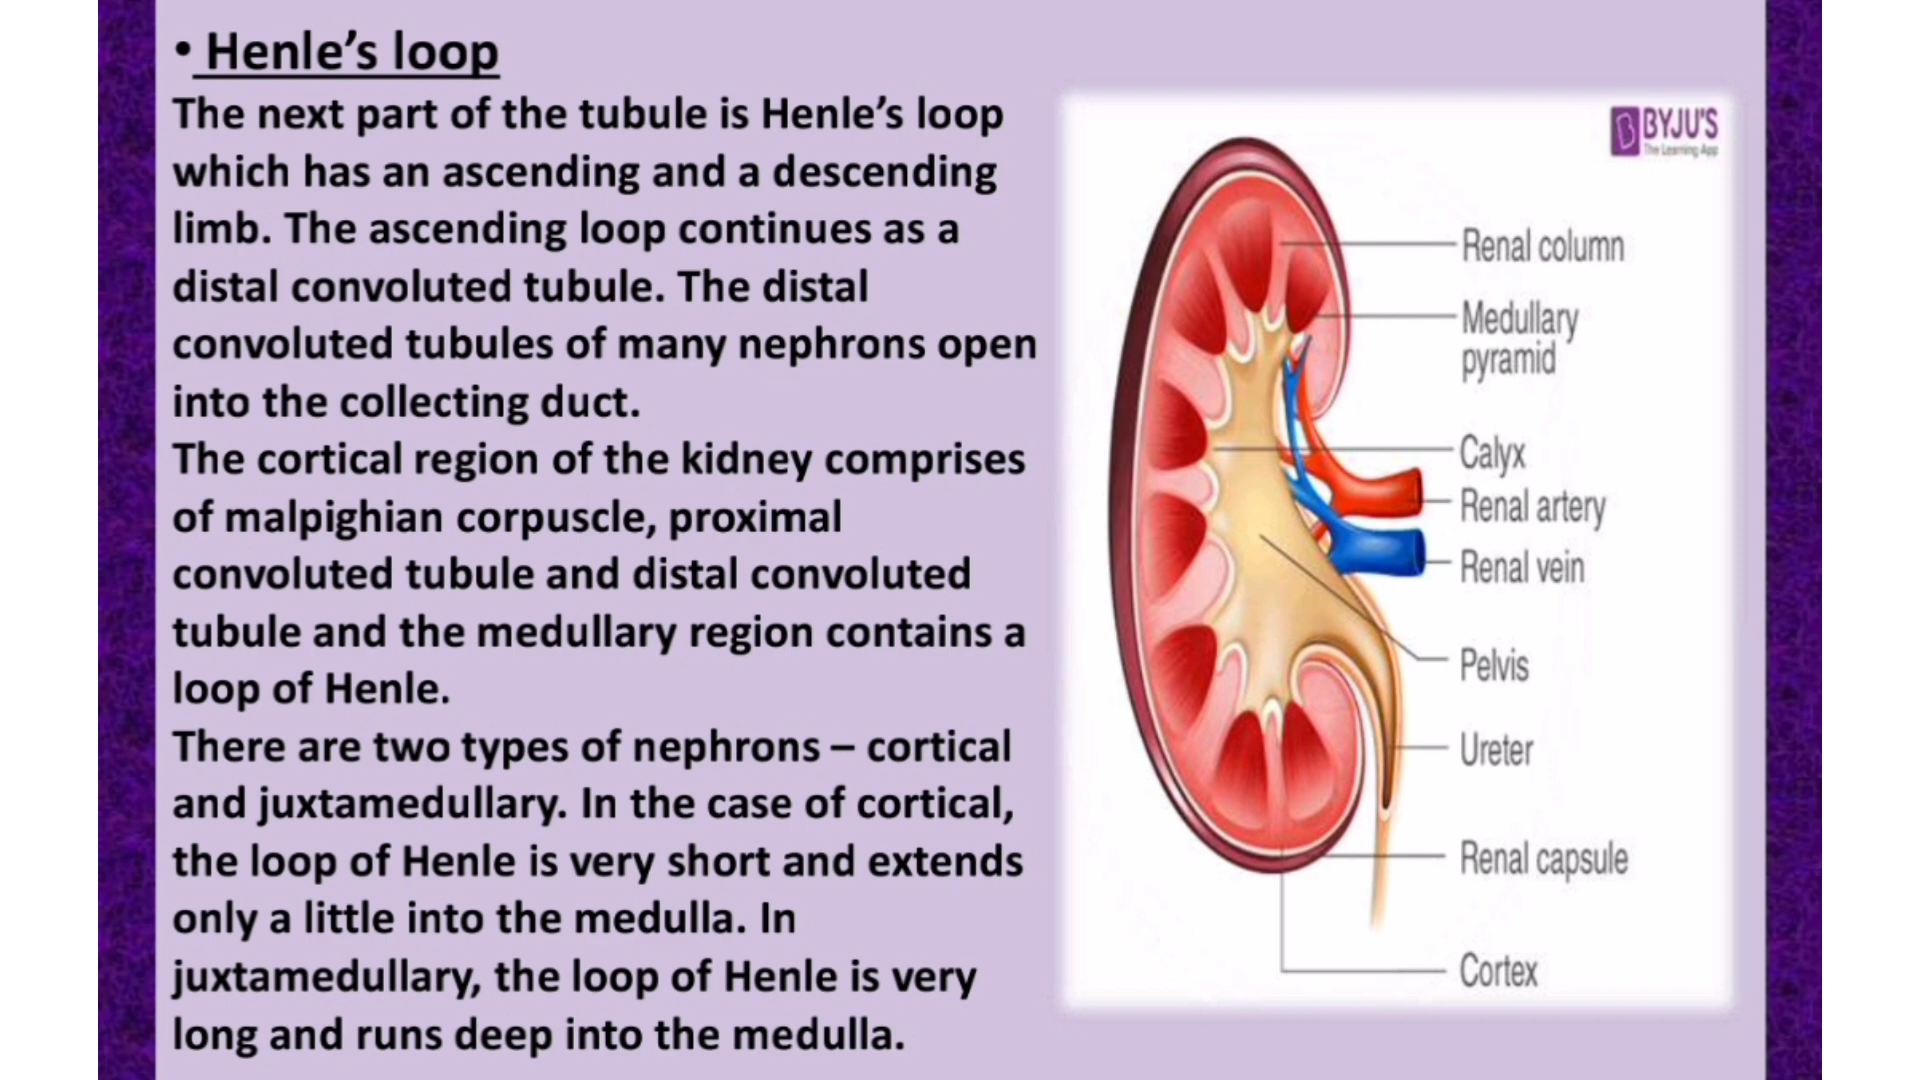 • Henle’s loop
The next part of the tubule is Henle’s loop
which has an ascending and a descending
limb. The ascending loop continues as a
distal convoluted tubule. The distal
convoluted tubules of many nephrons open
into the collecting duct.
The cortical region of the kidney comprises
of malpighian corpuscle, proximal
convoluted tubule and distal convoluted
tubule and the medullary region contains a
loop of Henle.
There are two types of nephrons – cortical
and juxtamedullary. In the case of cortical,
the loop of Henle is very short and extends
only a little into the medulla. In
juxtamedullary, the loop of Henle is very
long and runs deep into the medulla.
BYJU'S
The Learning App
Renal column
Medullary
pyramid
Calyx
Renal artery
Renal vein
Pelvis
Ureter
Renal capsule
Cortex